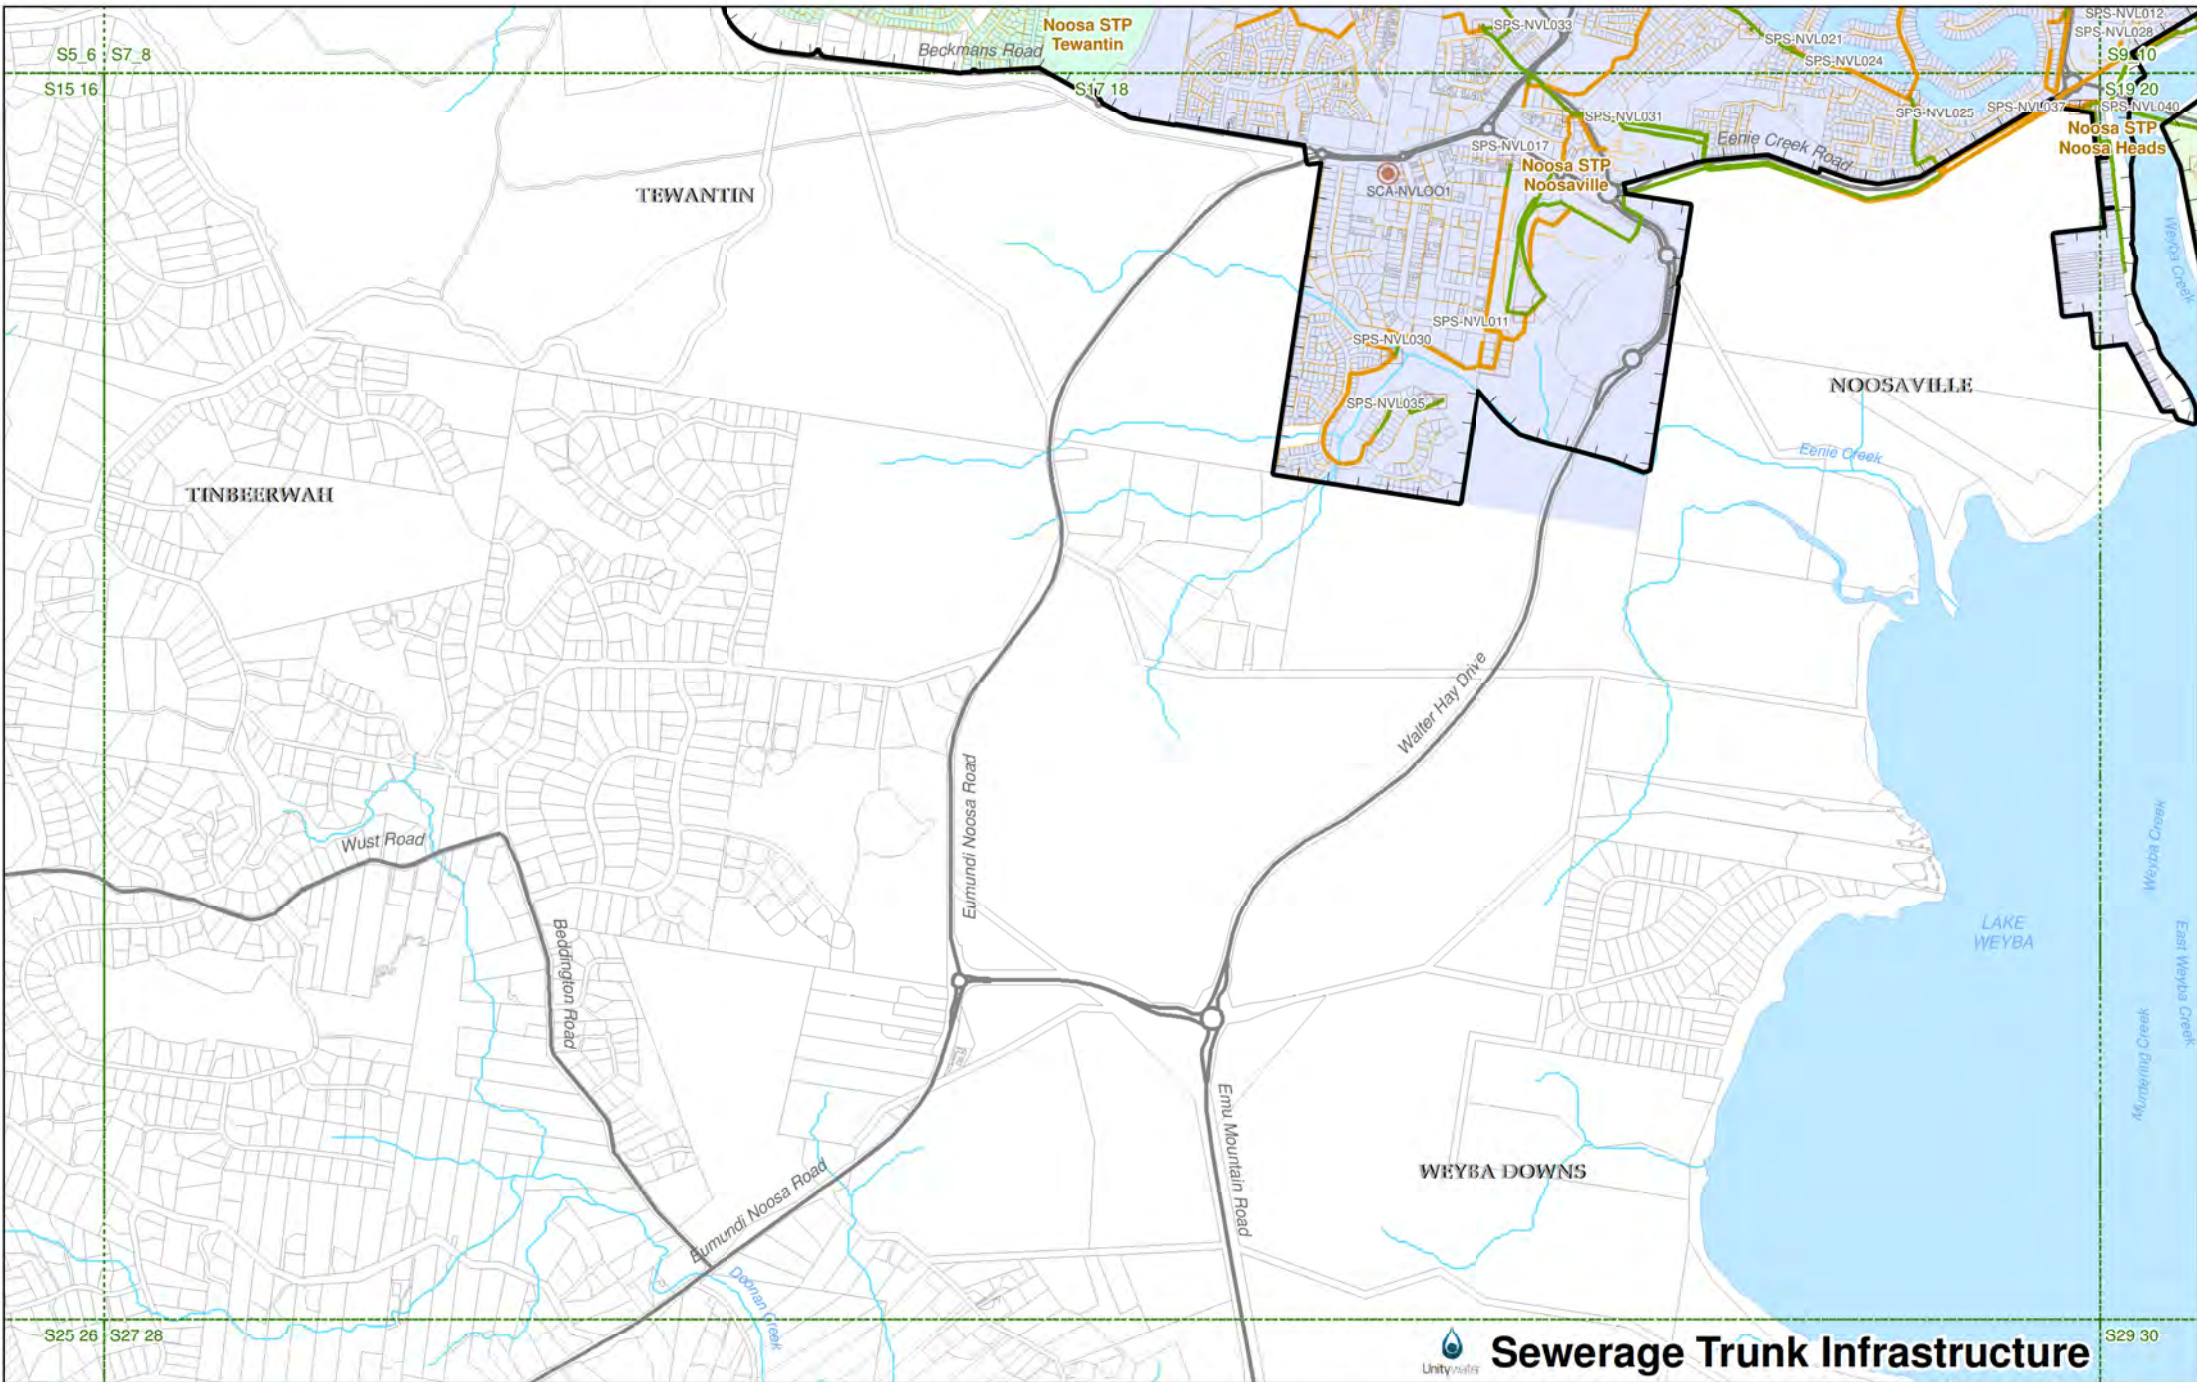 SPS-NVL012
Noosa STP
Tewantin
SPS-NVL033
SPS-NVL028
SPS-NVL021
Beckmans Road
S5_6
S7_8
S9_10
SPS-NVL024
S15 16
S17 18
S19 20
SPS-NVL037
SPS-NVL040
SPS-NVL025
SPS-NVL031
Noosa STP
Noosa Heads
Eenie Creek Road
SPS-NVL017
Noosa STP
Noosaville
SCA-NVLOO1
TEWANTIN
Weyba Creek
SPS-NVL011
SPS-NVL030
NOOSAVILLE
SPS-NVL035
Eenie Creek
TINBEERWAH
Walter Hay Drive
Eumundi Noosa Road
Wust Road
Weyba Creek
LAKE
WEYBA
East Weyba Creek
Beddington Road
Murdering Creek
Emu Mountain Road
WEYBA DOWNS
Eumundi Noosa Road
Doonan Creek
S25 26
S27 28
S29 30
Unitywater
Sewerage Trunk Infrastructure